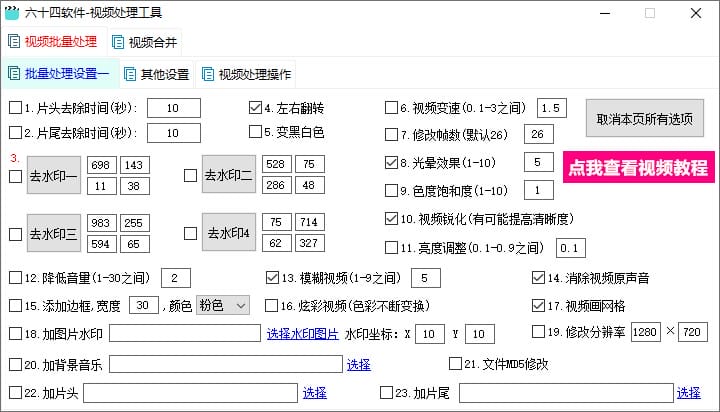 六十四软件-视频处理工具
视频批量处理 视频合并
批量处理设置一 其他设置 视频处理操作
1.片头去除时间(秒): 10 4.左右翻转 6.视频变速(0.1-3之间) 1.5 取消本页所有选项
2.片尾去除时间(秒): 10 5.变黑白色 7.修改帧数(默认26) 26
3. 去水印一 698 143 11 38 去水印二 528 75 286 48 8.光晕效果(1-10) 5 点我查看视频教程
9.色度饱和度(1-10) 1
去水印三 983 255 594 65 去水印4 75 714 62 327 10.视频锐化(有可能提高清晰度)
11.亮度调整(0.1-0.9之间) 0.1
12.降低音量(1-30之间) 2 13.模糊视频(1-9之间) 5 14.消除视频原声音
15.添加边框,宽度 30 ,颜色 粉色 16.炫彩视频(色彩不断变换) 17.视频画网格
18.加图片水印 选择水印图片 水印坐标: X 10 Y 10 19.修改分辨率 1280 × 720
20.加背景音乐 选择 21.文件MD5修改
22.加片头 选择 23.加片尾 选择